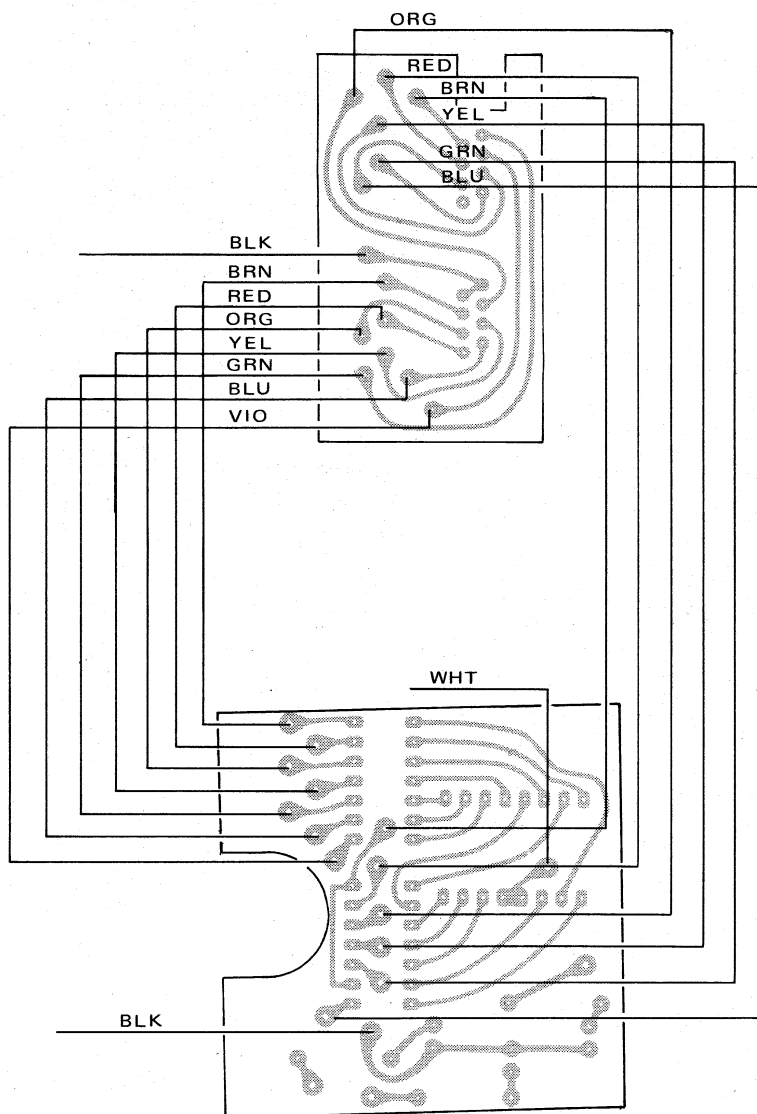 ORG
RED
BRN
YEL
GRN
BLU
BLK
BRN
RED
ORG
YEL
GRN
BLU
VIO
WHT
BLK